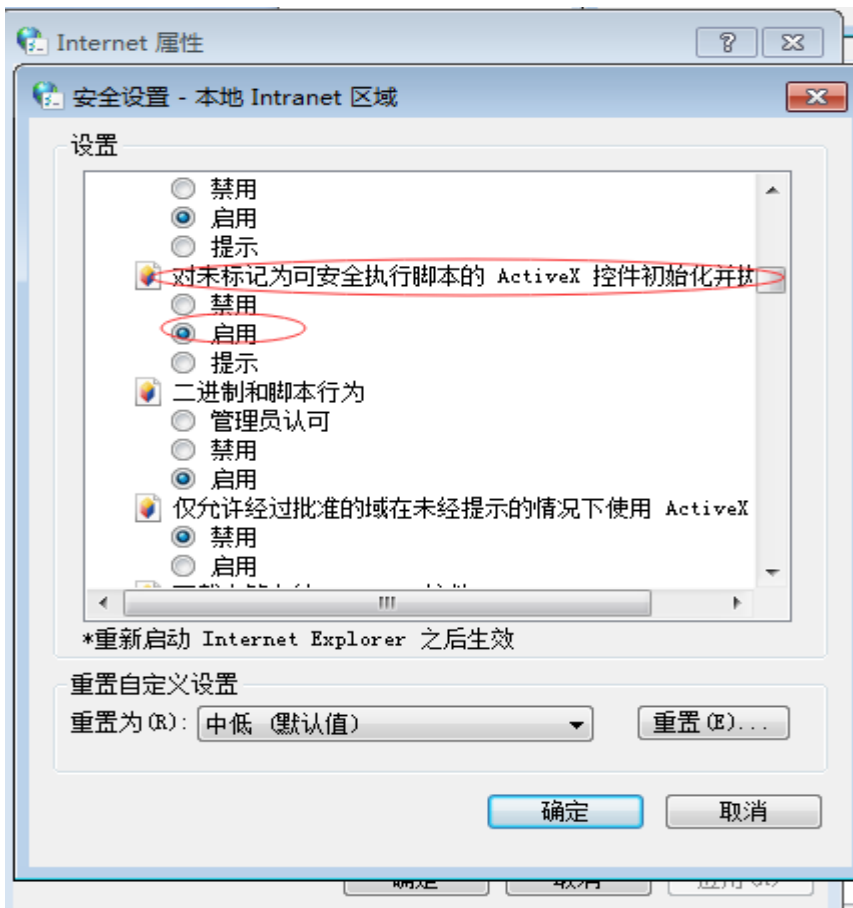 Internet 属性
安全设置 - 本地 Intranet 区域
设置
禁用
启用
提示
对未标记为可安全执行脚本的 ActiveX 控件初始化并执
禁用
启用
提示
二进制和脚本行为
管理员认可
禁用
启用
仅允许经过批准的域在未经提示的情况下使用 ActiveX
禁用
启用
*重新启动 Internet Explorer 之后生效
重置自定义设置
重置为(R): 中低 (默认值) 重置(E)...
确定 取消
确定 取消